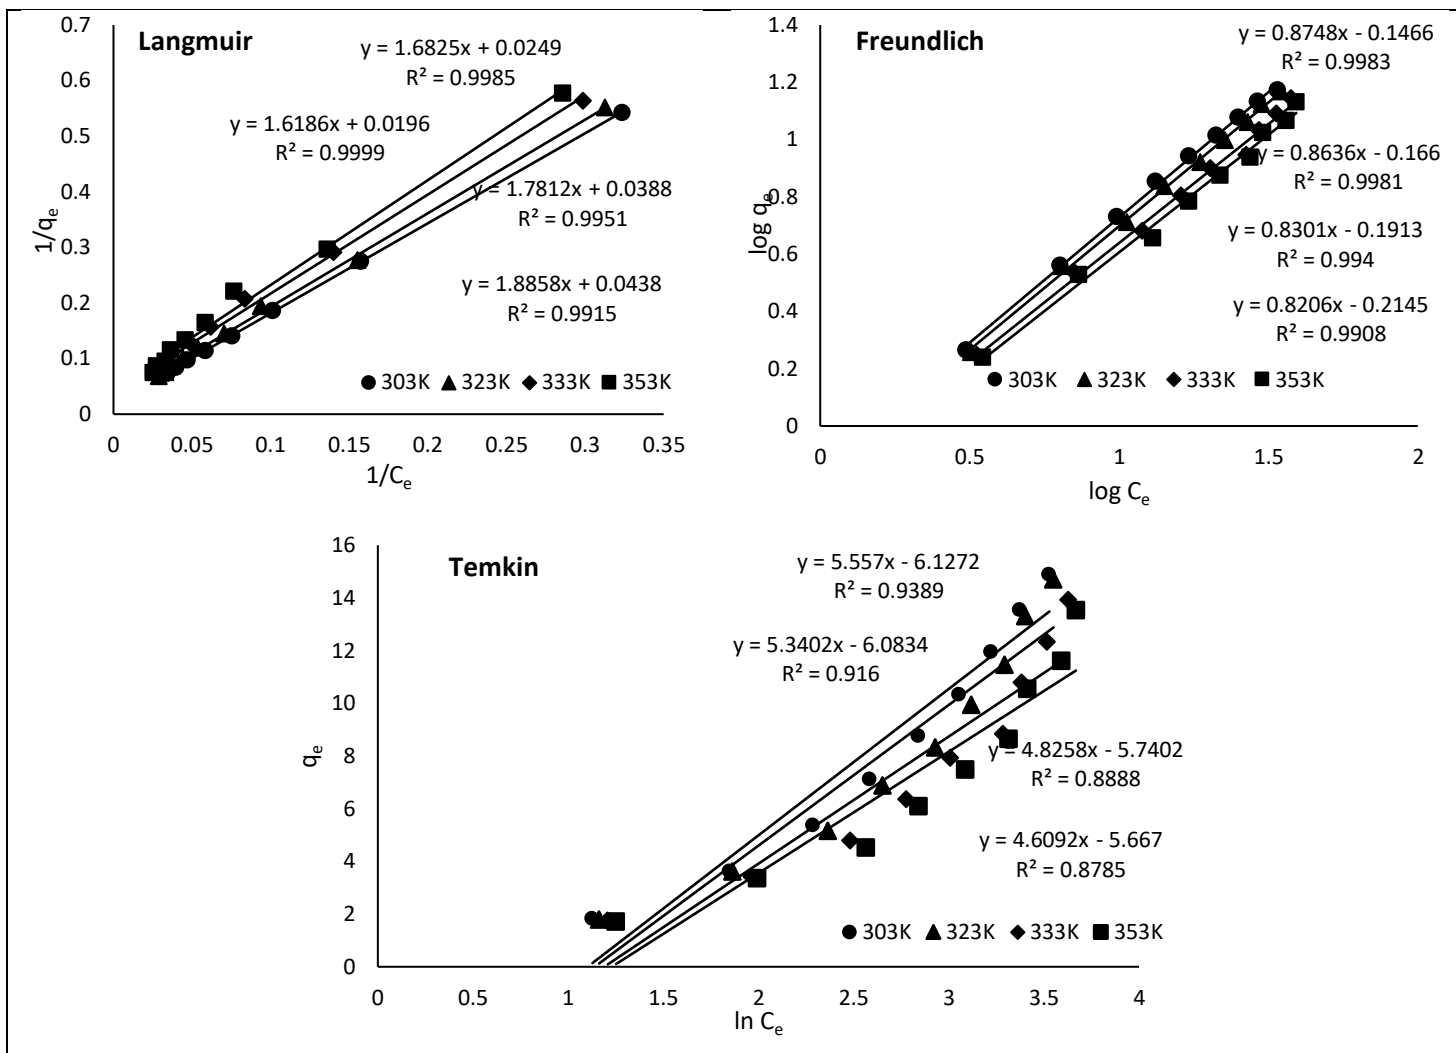 Langmuir
y = 1.6825x + 0.0249
R² = 0.9985
y = 1.6186x + 0.0196
R² = 0.9999
y = 1.7812x + 0.0388
R² = 0.9951
y = 1.8858x + 0.0438
R² = 0.9915
0.7
0.6
0.5
0.4
0.3
0.2
0.1
0
1/qₑ
303K 323K 333K 353K
0 0.05 0.1 0.15 0.2 0.25 0.3 0.35
1/Cₑ
Freundlich
y = 0.8748x - 0.1466
R² = 0.9983
y = 0.8636x - 0.166
R² = 0.9981
y = 0.8301x - 0.1913
R² = 0.994
y = 0.8206x - 0.2145
R² = 0.9908
1.4
1.2
1
0.8
0.6
0.4
0.2
0
log qₑ
303K 323K 333K 353K
0 0.5 1 1.5 2
log Cₑ
Temkin
y = 5.557x - 6.1272
R² = 0.9389
y = 5.3402x - 6.0834
R² = 0.916
y = 4.8258x - 5.7402
R² = 0.8888
y = 4.6092x - 5.667
R² = 0.8785
16
14
12
10
8
6
4
2
0
qₑ
303K 323K 333K 353K
0 0.5 1 1.5 2 2.5 3 3.5 4
ln Cₑ